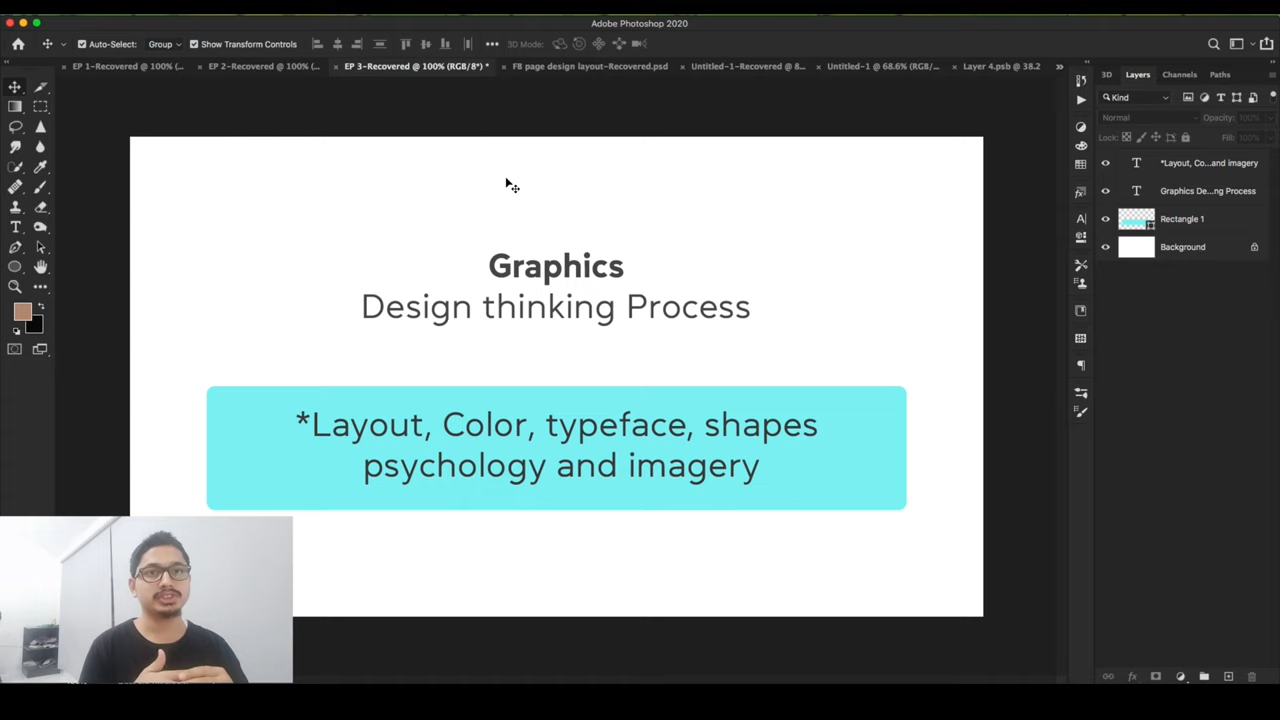 Adobe Photoshop 2020
Auto-Select: Group Show Transform Controls 3D Mode:
EP 1-Recovered @ 100% (... EP 2-Recovered @ 100% (... EP 3-Recovered @ 100% (RGB/8*) * FB page design layout-Recovered.psd Untitled-1-Recovered @ 8... Untitled-1 @ 68.6% (RGB/... Layer 4.psb @ 38.2
3D Layers Channels Paths
Kind
Normal Opacity: 100%
Lock: Fill: 100%
*Layout, Co...and imagery
Graphics De...ng Process
Rectangle 1
Background
Graphics
Design thinking Process
*Layout, Color, typeface, shapes
psychology and imagery